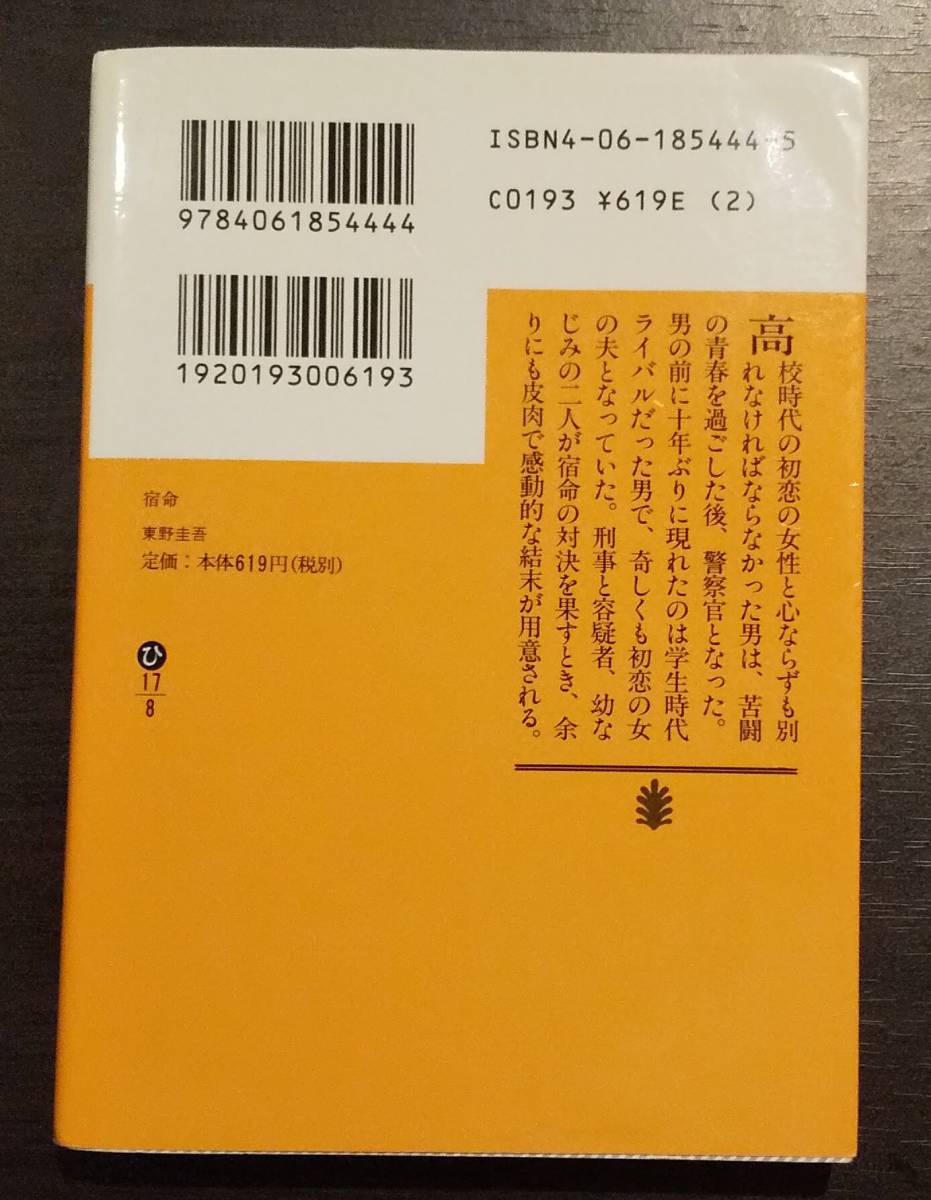 9784061854444
ISBN4-06-185444-5
C0193 ¥619E (2)
1920193006193
高校時代の初恋の女性と心ならずも別
れなければならなかった男は、苦闘
の青春を過ごした後、警察官となった。
男の前に十年ぶりに現れたのは学生時代
ライバルだった男で、奇しくも初恋の女
の夫となっていた。刑事と容疑者、幼な
じみの二人が宿命の対決を果すとき、余
りにも皮肉で感動的な結末が用意される。
宿命
東野圭吾
定価：本体619円(税別)
ひ
17
8